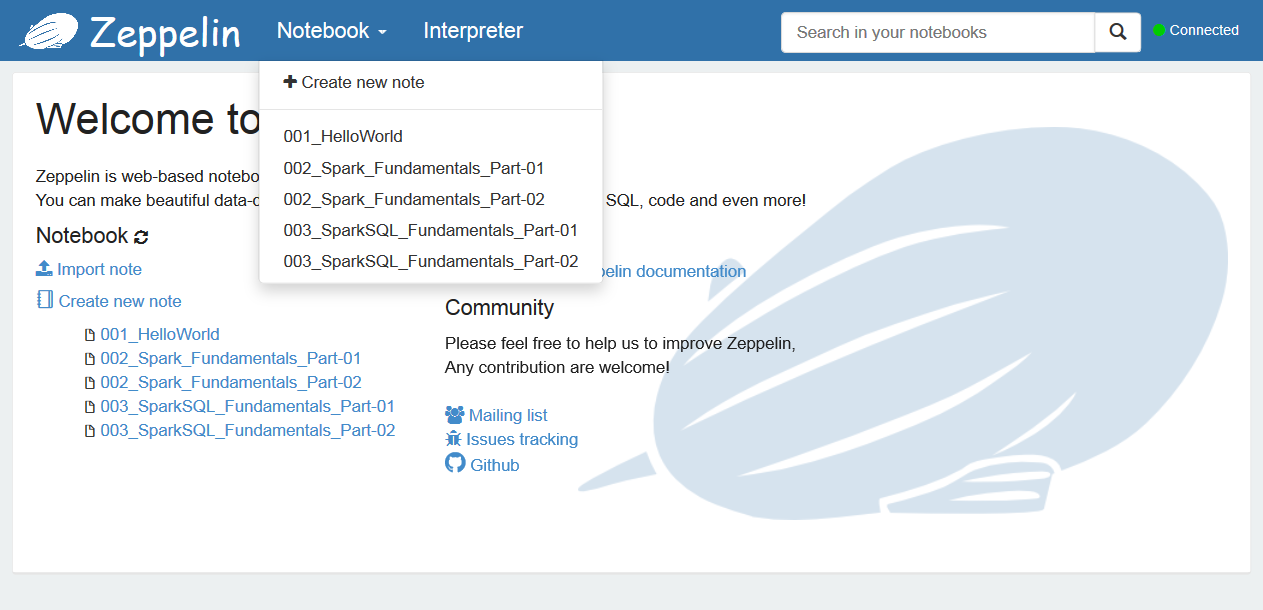 Zeppelin
Notebook
Interpreter
Search in your notebooks
Connected
Create new note
001_HelloWorld
002_Spark_Fundamentals_Part-01
002_Spark_Fundamentals_Part-02
003_SparkSQL_Fundamentals_Part-01
003_SparkSQL_Fundamentals_Part-02
Welcome to
Zeppelin is web-based
You can make beautiful
SQL, code and even more!
Notebook
Import note
Create new note
001_HelloWorld
002_Spark_Fundamentals_Part-01
002_Spark_Fundamentals_Part-02
003_SparkSQL_Fundamentals_Part-01
003_SparkSQL_Fundamentals_Part-02
documentation
Community
Please feel free to help us to improve Zeppelin,
Any contribution are welcome!
Mailing list
Issues tracking
Github